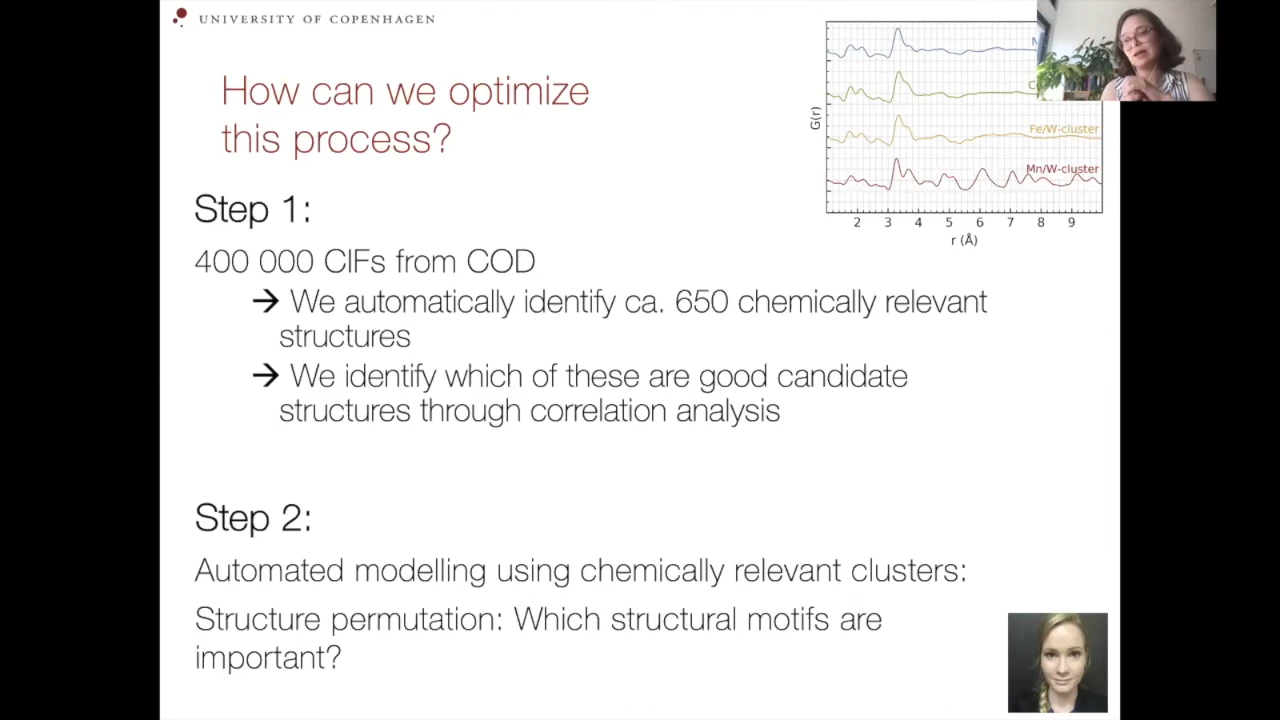 UNIVERSITY OF COPENHAGEN
How can we optimize
this process?
Step 1:
400 000 CIFs from COD
→ We automatically identify ca. 650 chemically relevant
structures
→ We identify which of these are good candidate
structures through correlation analysis
Step 2:
Automated modelling using chemically relevant clusters:
Structure permutation: Which structural motifs are
important?
G(r)
Fe/W-cluster
Mn/W-cluster
2 3 4 5 6 7 8 9
r (Å)